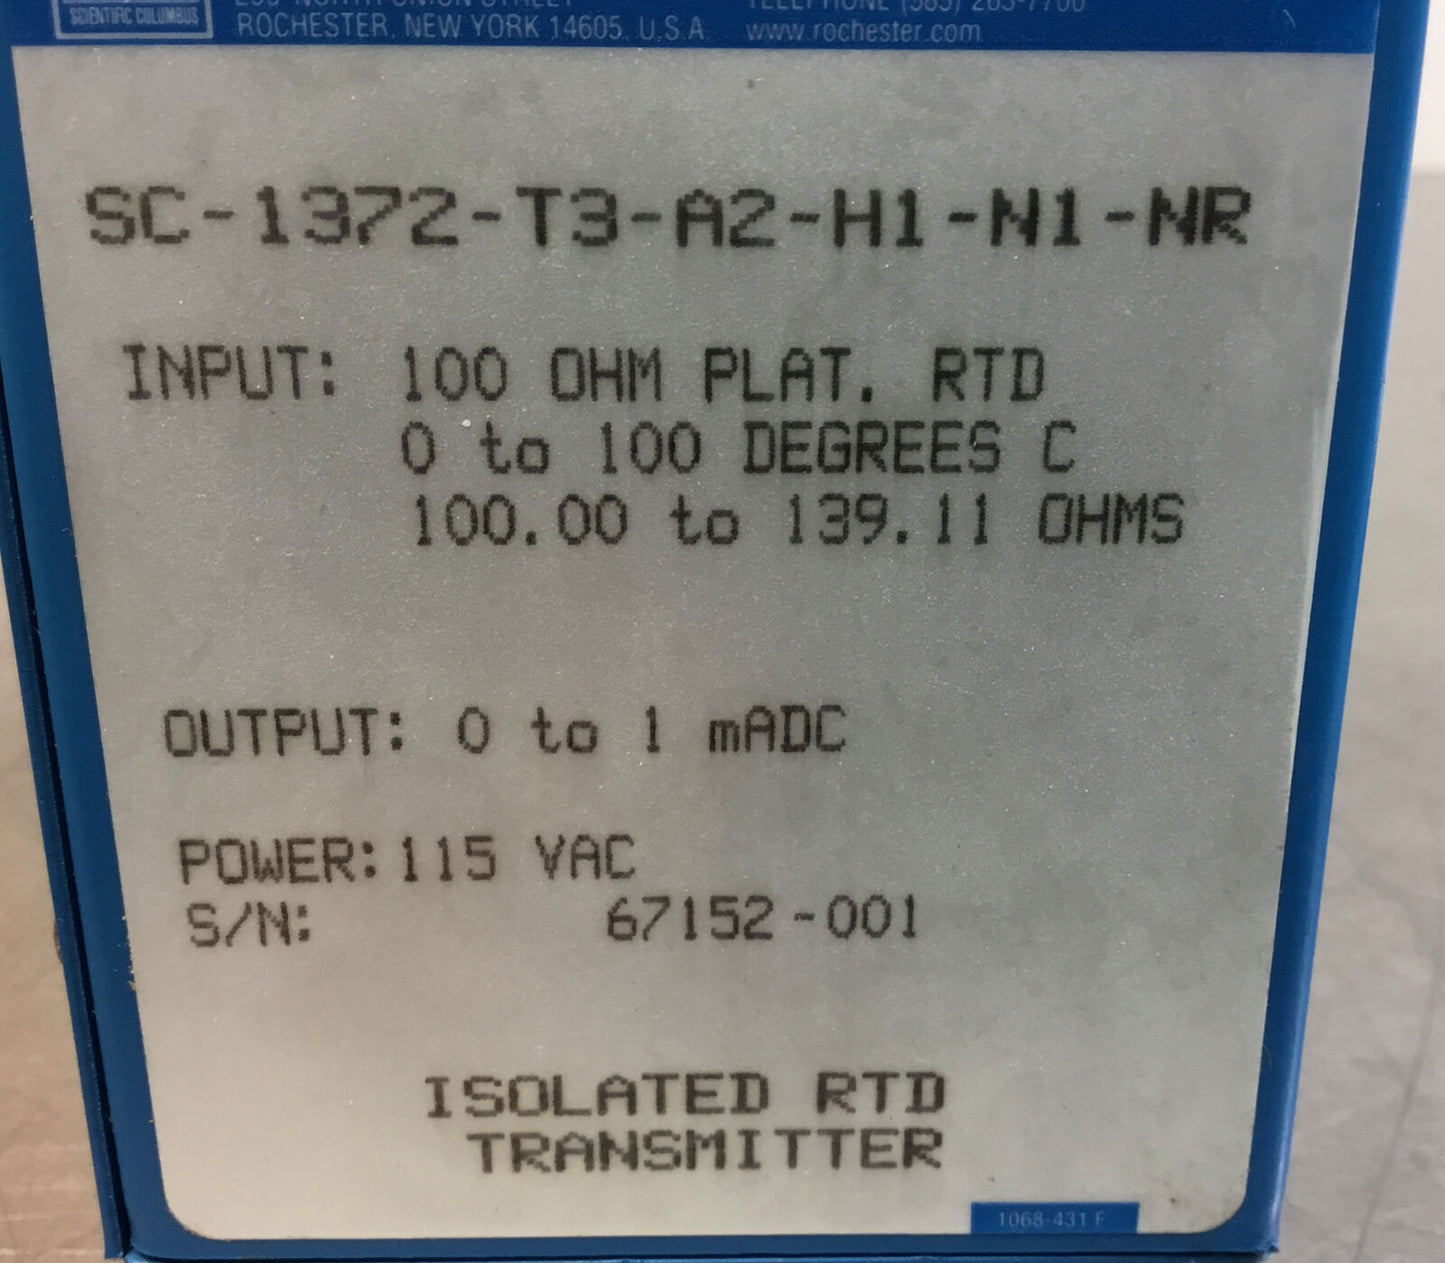 SCIENTIFIC COLUMBUS
ROCHESTER, NEW YORK 14605, U.S.A.
www.rochester.com
SC-1372-T3-A2-H1-N1-NR
INPUT: 100 OHM PLAT. RTD
0 to 100 DEGREES C
100.00 to 139.11 OHMS
OUTPUT: 0 to 1 mADC
POWER: 115 VAC
S/N: 67152-001
ISOLATED RTD
TRANSMITTER
1068-431 F